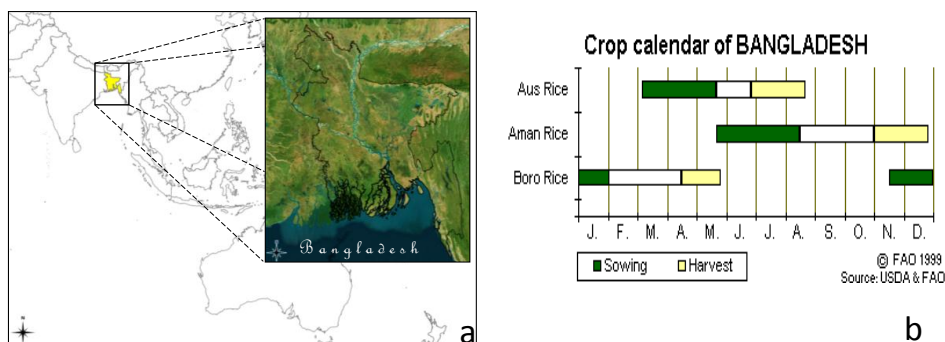 Bangladesh
N
a
Crop calendar of BANGLADESH
Aus Rice
Aman Rice
Boro Rice
J. F. M. A. M. J. J. A. S. O. N. D.
Sowing Harvest
© FAO 1999
Source: USDA & FAO
b